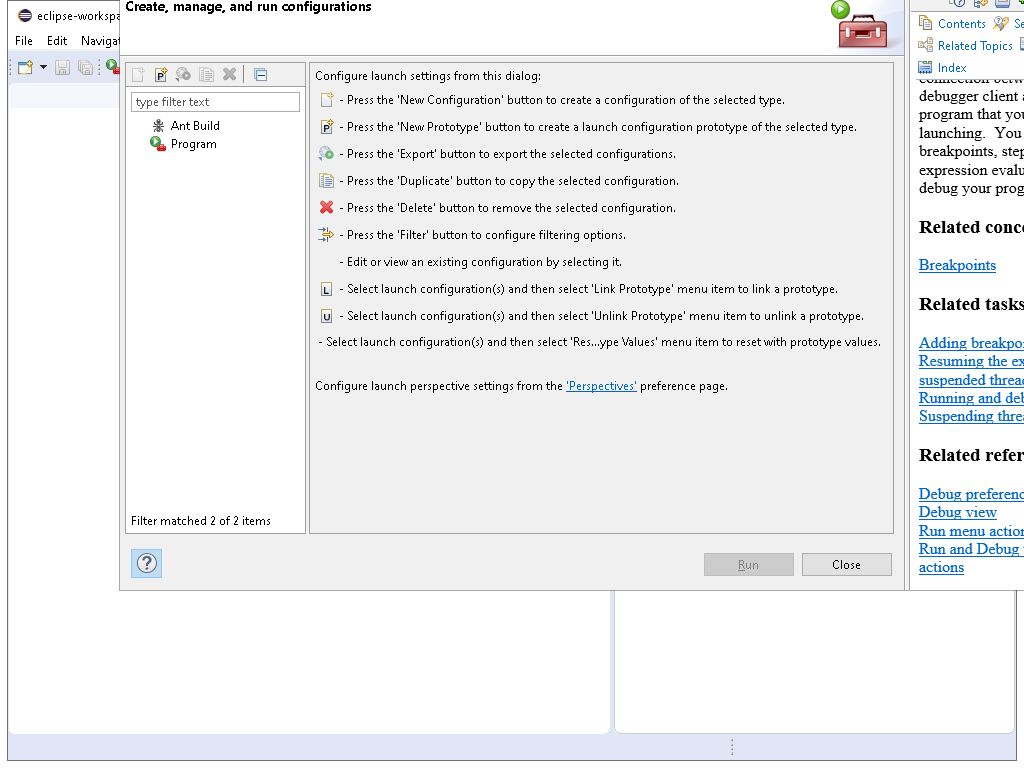 eclipse-workspa
File Edit Navigat
Create, manage, and run configurations
type filter text
Ant Build
Program
Filter matched 2 of 2 items
Configure launch settings from this dialog:
- Press the 'New Configuration' button to create a configuration of the selected type.
P - Press the 'New Prototype' button to create a launch configuration prototype of the selected type.
- Press the 'Export' button to export the selected configurations.
- Press the 'Duplicate' button to copy the selected configuration.
- Press the 'Delete' button to remove the selected configuration.
- Press the 'Filter' button to configure filtering options.
- Edit or view an existing configuration by selecting it.
L - Select launch configuration(s) and then select 'Link Prototype' menu item to link a prototype.
U - Select launch configuration(s) and then select 'Unlink Prototype' menu item to unlink a prototype.
- Select launch configuration(s) and then select 'Res...ype Values' menu item to reset with prototype values.
Configure launch perspective settings from the 'Perspectives' preference page.
Run Close
Contents Se
Related Topics
Index
connection betw
debugger client a
program that you
launching. You
breakpoints, step
expression evalu
debug your prog
Related conce
Breakpoints
Related tasks
Adding breakpoi
Resuming the ex
suspended thread
Running and deb
Suspending threa
Related refer
Debug preferenc
Debug view
Run menu action
Run and Debug
actions